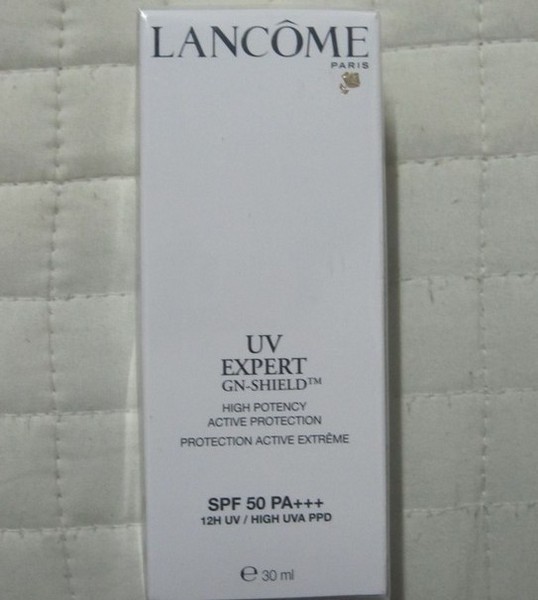 LANCÔME
PARIS
UV
EXPERT
GN-SHIELD™
HIGH POTENCY
ACTIVE PROTECTION
PROTECTION ACTIVE EXTRÊME
SPF 50 PA+++
12H UV / HIGH UVA PPD
℮ 30 ml